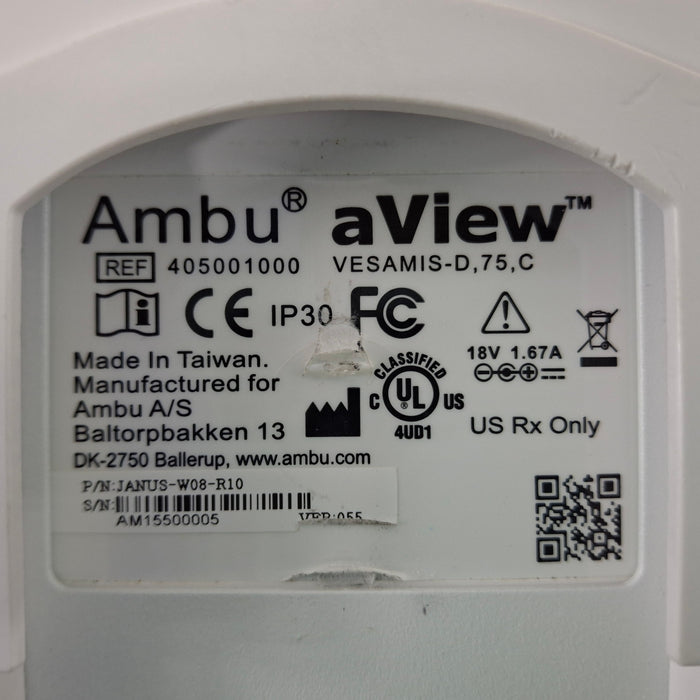 Ambu® aView™
REF 405001000 VESAMIS-D,75,C
CE IP30 FC
18V 1.67A
Made In Taiwan.
Manufactured for
Ambu A/S
Baltorpbakken 13
DK-2750 Ballerup, www.ambu.com
CLASSIFIED
C UL® US
4UD1
US Rx Only
P/N:JANUS-W08-R10
S/N:
AM15500005
VER:055